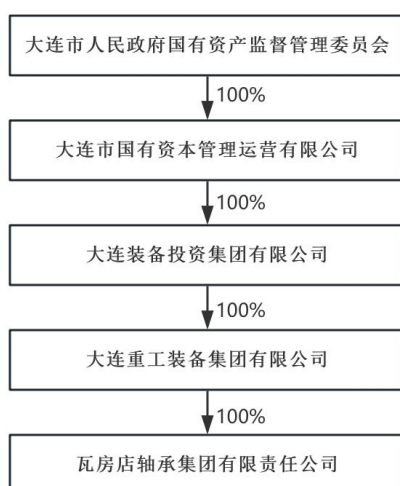 大连市人民政府国有资产监督管理委员会
100%
大连市国有资本管理运营有限公司
100%
大连装备投资集团有限公司
100%
大连重工装备集团有限公司
100%
瓦房店轴承集团有限责任公司